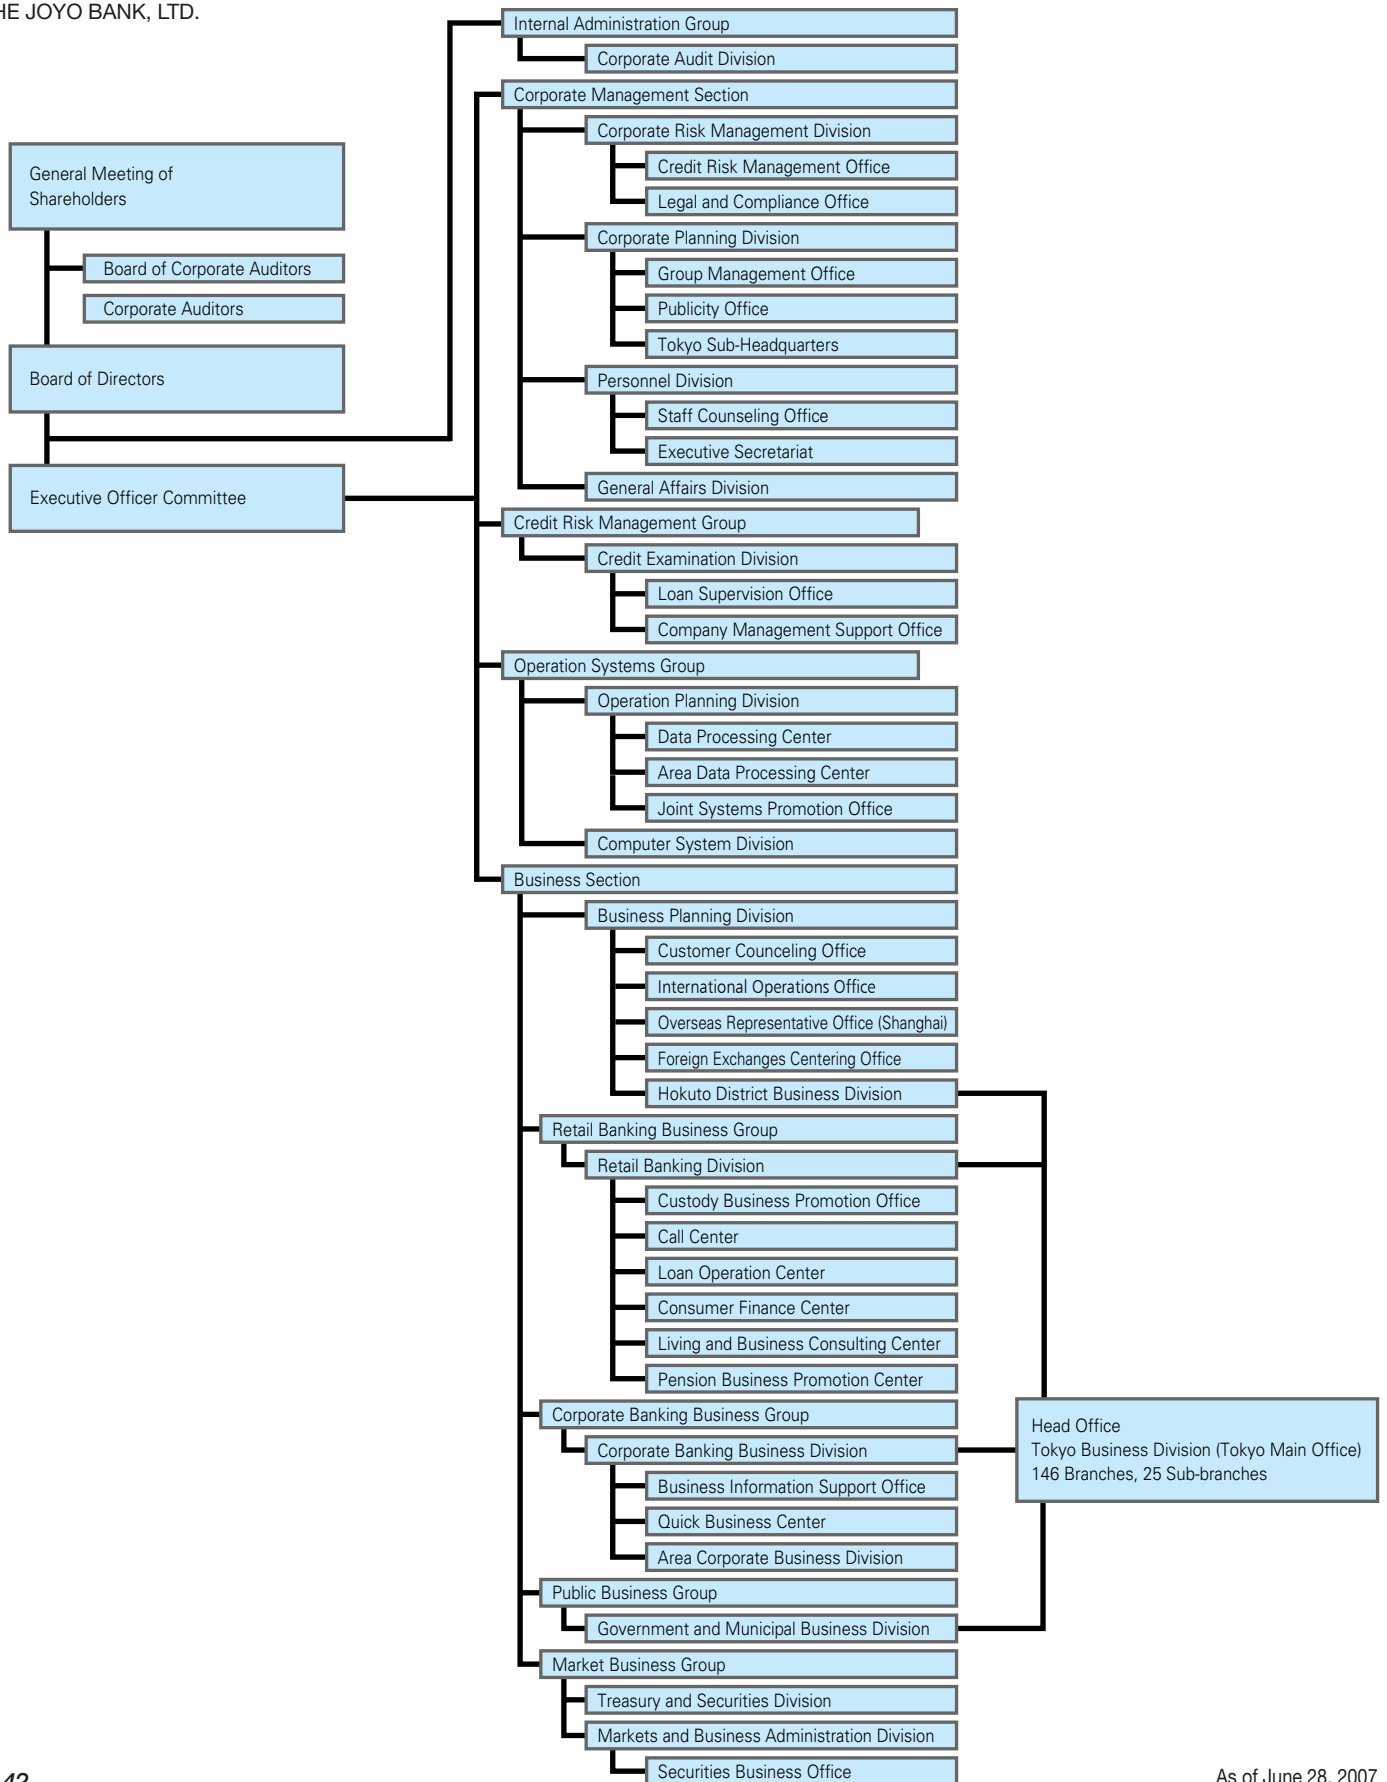 HE JOYO BANK, LTD.
General Meeting of
Shareholders
Board of Corporate Auditors
Corporate Auditors
Board of Directors
Executive Officer Committee
Internal Administration Group
Corporate Audit Division
Corporate Management Section
Corporate Risk Management Division
Credit Risk Management Office
Legal and Compliance Office
Corporate Planning Division
Group Management Office
Publicity Office
Tokyo Sub-Headquarters
Personnel Division
Staff Counseling Office
Executive Secretariat
General Affairs Division
Credit Risk Management Group
Credit Examination Division
Loan Supervision Office
Company Management Support Office
Operation Systems Group
Operation Planning Division
Data Processing Center
Area Data Processing Center
Joint Systems Promotion Office
Computer System Division
Business Section
Business Planning Division
Customer Counceling Office
International Operations Office
Overseas Representative Office (Shanghai)
Foreign Exchanges Centering Office
Hokuto District Business Division
Retail Banking Business Group
Retail Banking Division
Custody Business Promotion Office
Call Center
Loan Operation Center
Consumer Finance Center
Living and Business Consulting Center
Pension Business Promotion Center
Corporate Banking Business Group
Corporate Banking Business Division
Business Information Support Office
Quick Business Center
Area Corporate Business Division
Public Business Group
Government and Municipal Business Division
Market Business Group
Treasury and Securities Division
Markets and Business Administration Division
Securities Business Office
Head Office
Tokyo Business Division (Tokyo Main Office)
146 Branches, 25 Sub-branches
42
As of June 28, 2007